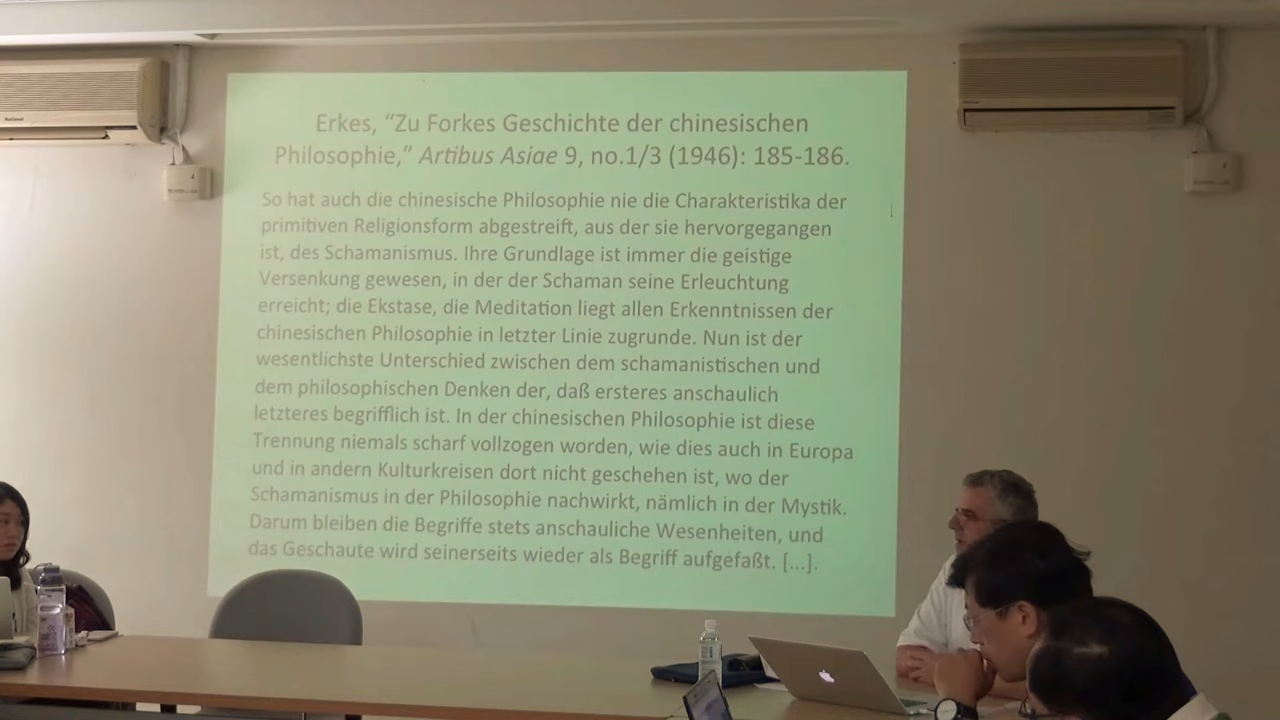 Erkes, “Zu Forkes Geschichte der chinesischen
Philosophie,” Artibus Asiae 9, no.1/3 (1946): 185-186.
So hat auch die chinesische Philosophie nie die Charakteristika der
primitiven Religionsform abgestreift, aus der sie hervorgegangen
ist, des Schamanismus. Ihre Grundlage ist immer die geistige
Versenkung gewesen, in der der Schaman seine Erleuchtung
erreicht; die Ekstase, die Meditation liegt allen Erkenntnissen der
chinesischen Philosophie in letzter Linie zugrunde. Nun ist der
wesentlichste Unterschied zwischen dem schamanistischen und
dem philosophischen Denken der, daß ersteres anschaulich
letzteres begrifflich ist. In der chinesischen Philosophie ist diese
Trennung niemals scharf vollzogen worden, wie dies auch in Europa
und in andern Kulturkreisen dort nicht geschehen ist, wo der
Schamanismus in der Philosophie nachwirkt, nämlich in der Mystik.
Darum bleiben die Begriffe stets anschauliche Wesenheiten, und
das Geschaute wird seinerseits wieder als Begriff aufgefaßt. [...].
National